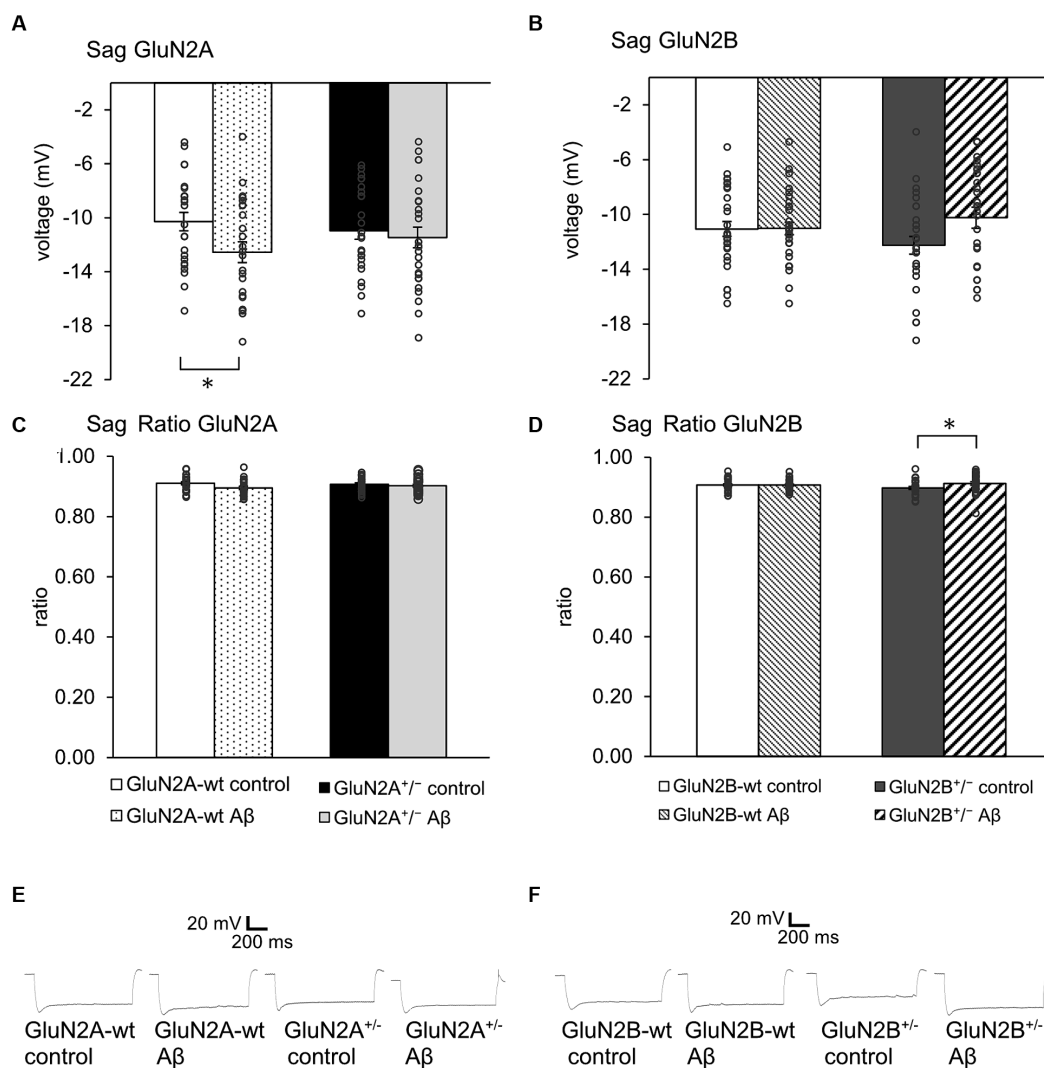 A
Sag GluN2A
-2
-6
-10
-14
-18
-22
voltage (mV)
*
B
Sag GluN2B
-2
-6
-10
-14
-18
-22
voltage (mV)
C
Sag Ratio GluN2A
1.00
0.80
0.60
0.40
0.20
0.00
ratio
GluN2A-wt control
GluN2A⁺/⁻ control
GluN2A-wt Aβ
GluN2A⁺/⁻ Aβ
D
Sag Ratio GluN2B
*
1.00
0.80
0.60
0.40
0.20
0.00
ratio
GluN2B-wt control
GluN2B⁺/⁻ control
GluN2B-wt Aβ
GluN2B⁺/⁻ Aβ
E
20 mV
200 ms
GluN2A-wt
control
GluN2A-wt
Aβ
GluN2A⁺/⁻
control
GluN2A⁺/⁻
Aβ
F
20 mV
200 ms
GluN2B-wt
control
GluN2B-wt
Aβ
GluN2B⁺/⁻
control
GluN2B⁺/⁻
Aβ